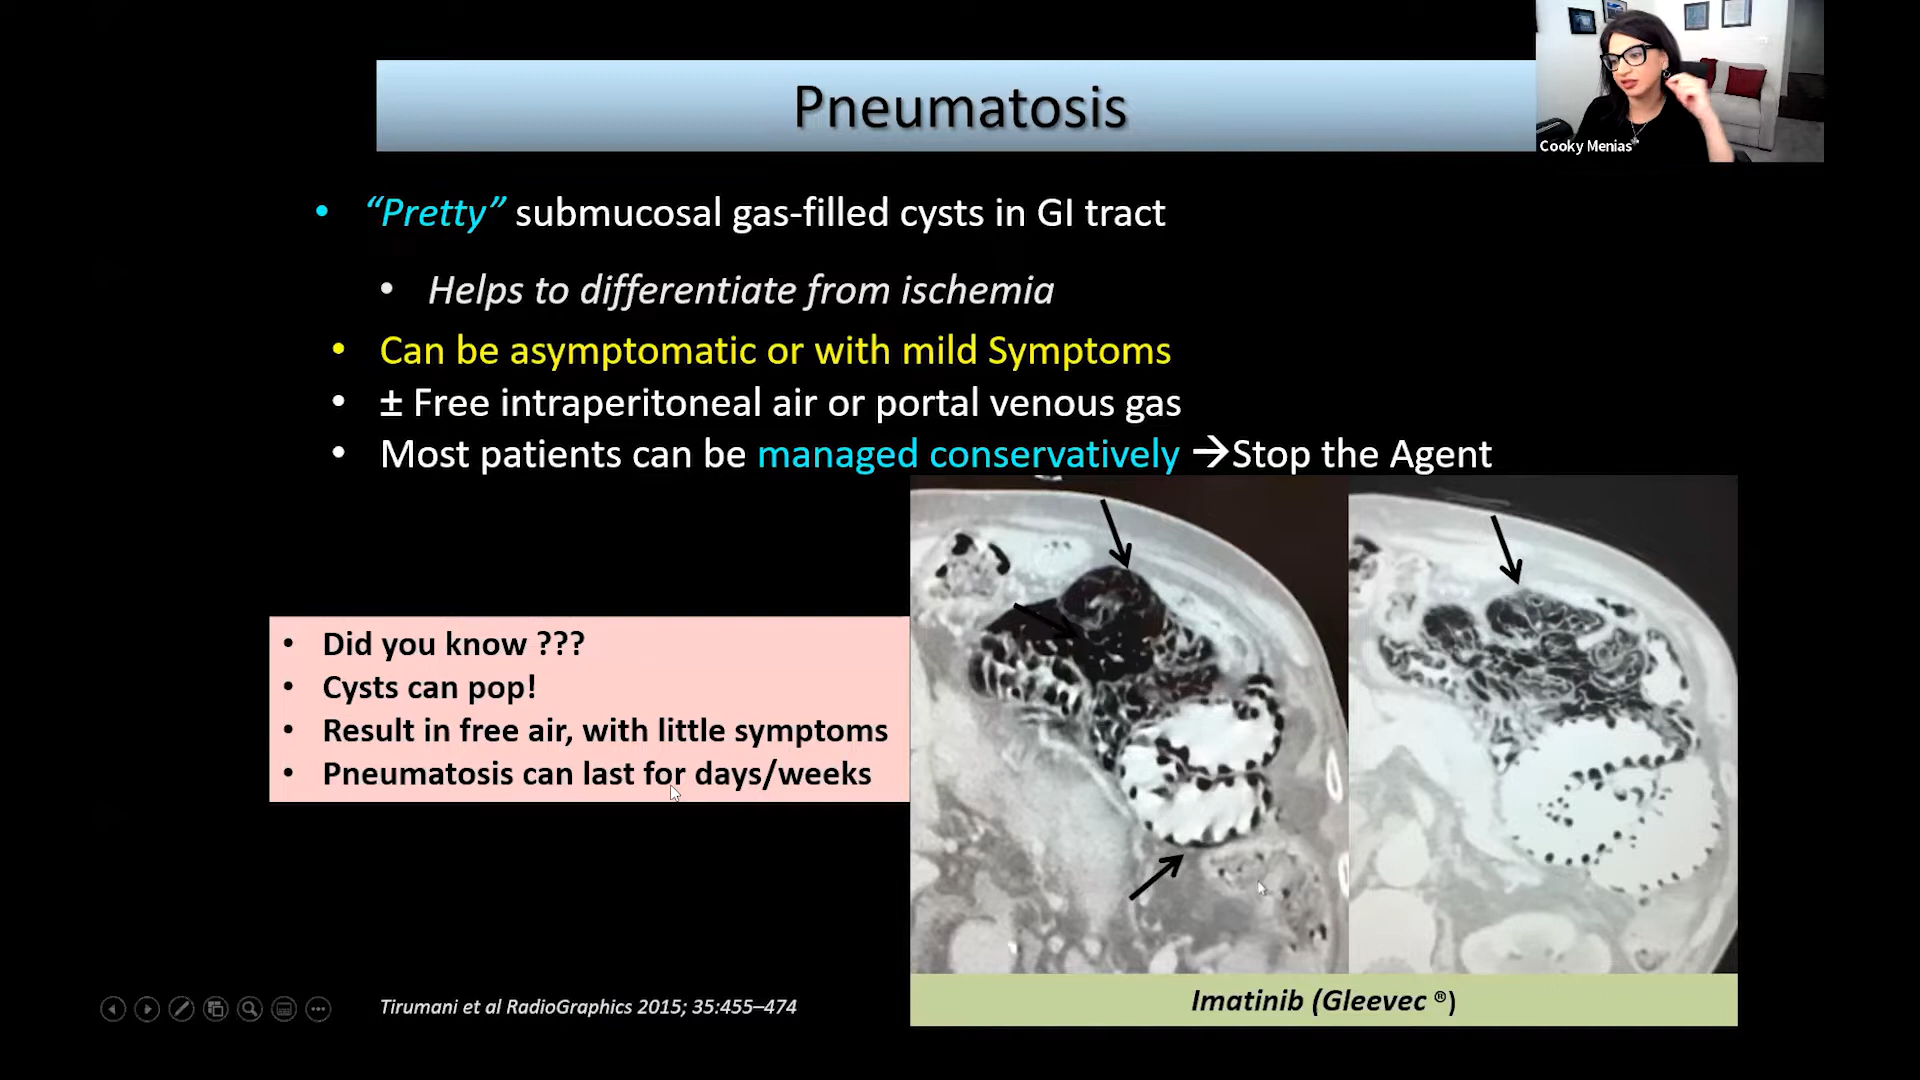 Pneumatosis
Cooky Menias
• “Pretty” submucosal gas-filled cysts in GI tract
• Helps to differentiate from ischemia
• Can be asymptomatic or with mild Symptoms
• ± Free intraperitoneal air or portal venous gas
• Most patients can be managed conservatively →Stop the Agent
• Did you know ???
• Cysts can pop!
• Result in free air, with little symptoms
• Pneumatosis can last for days/weeks
Imatinib (Gleevec ®)
Tirumani et al RadioGraphics 2015; 35:455–474